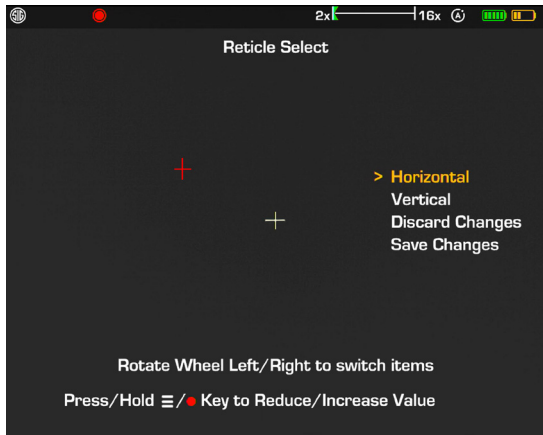 SIG
2x 16x A
Reticle Select
> Horizontal
Vertical
Discard Changes
Save Changes
Rotate Wheel Left/Right to switch items
Press/Hold ☰/● Key to Reduce/Increase Value